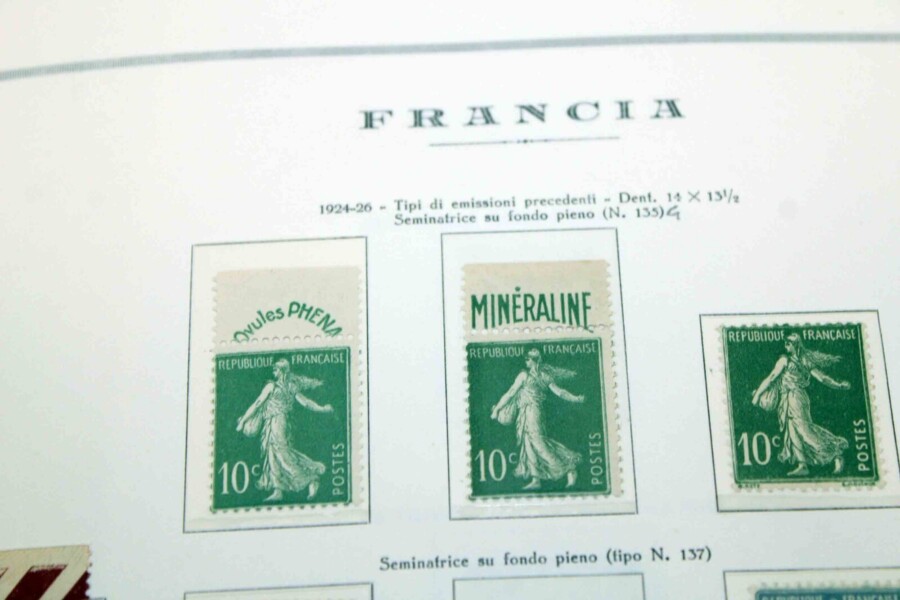 FRANCIA
1924-26 - Tipi di emissioni precedenti - Dent. 14 × 13½
Seminatrice su fondo pieno (N. 135)
Ovules PHENA
REPUBLIQUE FRANÇAISE
10c
POSTES
MINÉRALINE
REPUBLIQUE FRANÇAISE
10c
POSTES
REPUBLIQUE FRANÇAISE
10c
POSTES
Seminatrice su fondo pieno (tipo N. 137)